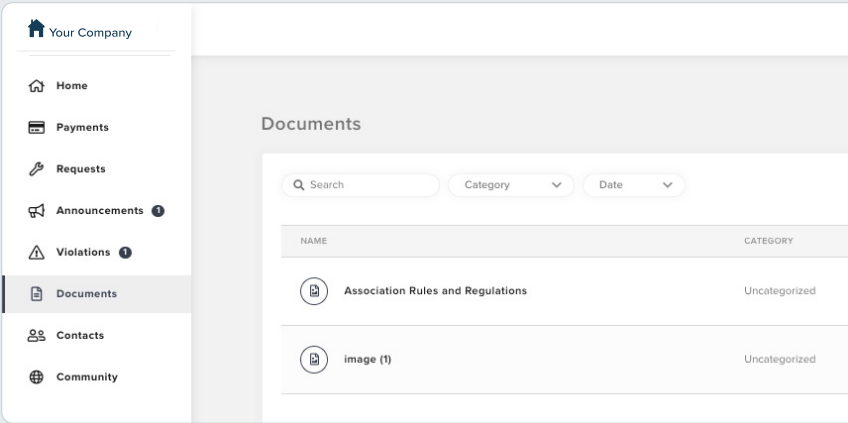 Your Company
Home
Payments
Requests
Announcements 1
Violations 1
Documents
Contacts
Community
Documents
Search Category Date
NAME CATEGORY
Association Rules and Regulations Uncategorized
image (1) Uncategorized